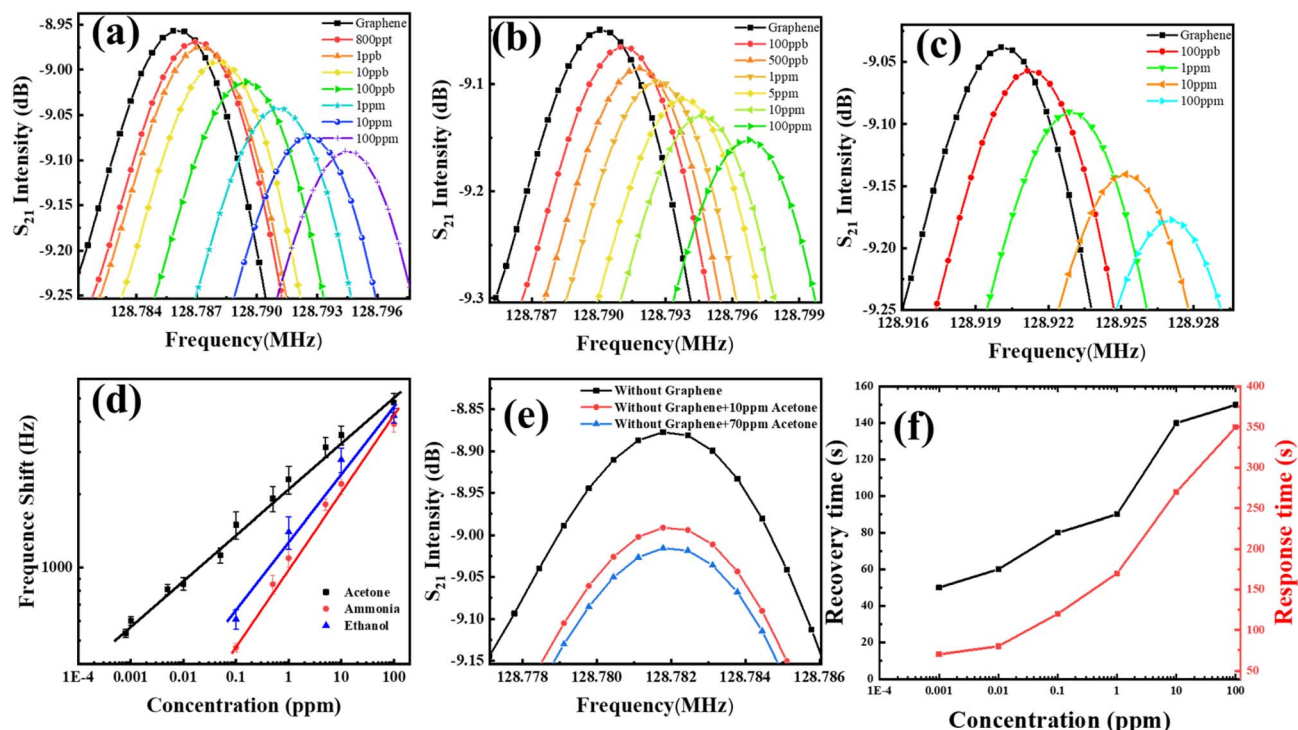 (a)
Graphene
800ppt
1ppb
10ppb
100ppb
1ppm
10ppm
100ppm
S21 Intensity (dB)
-8.95
-9.00
-9.05
-9.10
-9.15
-9.20
-9.25
128.784 128.787 128.790 128.793 128.796
Frequency(MHz)
(b)
Graphene
100ppb
500ppb
1ppm
5ppm
10ppm
100ppm
S21 Intensity (dB)
-9.1
-9.2
-9.3
128.787 128.790 128.793 128.796 128.799
Frequency(MHz)
(c)
Graphene
100ppb
1ppm
10ppm
100ppm
S21 Intensity (dB)
-9.05
-9.10
-9.15
-9.20
-9.25
128.916 128.919 128.922 128.925 128.928
Frequency(MHz)
(d)
Frequence Shift (Hz)
1000
Acetone
Ammonia
Ethanol
1E-4 0.001 0.01 0.1 1 10 100
Concentration (ppm)
(e)
Without Graphene
Without Graphene+10ppm Acetone
Without Graphene+70ppm Acetone
S21 Intensity (dB)
-8.85
-8.90
-8.95
-9.00
-9.05
-9.10
-9.15
128.778 128.780 128.782 128.784 128.786
Frequency(MHz)
(f)
Recovery time (s)
160
140
120
100
80
60
40
20
0
Response time (s)
400
350
300
250
200
150
100
50
1E-4 0.001 0.01 0.1 1 10 100
Concentration (ppm)